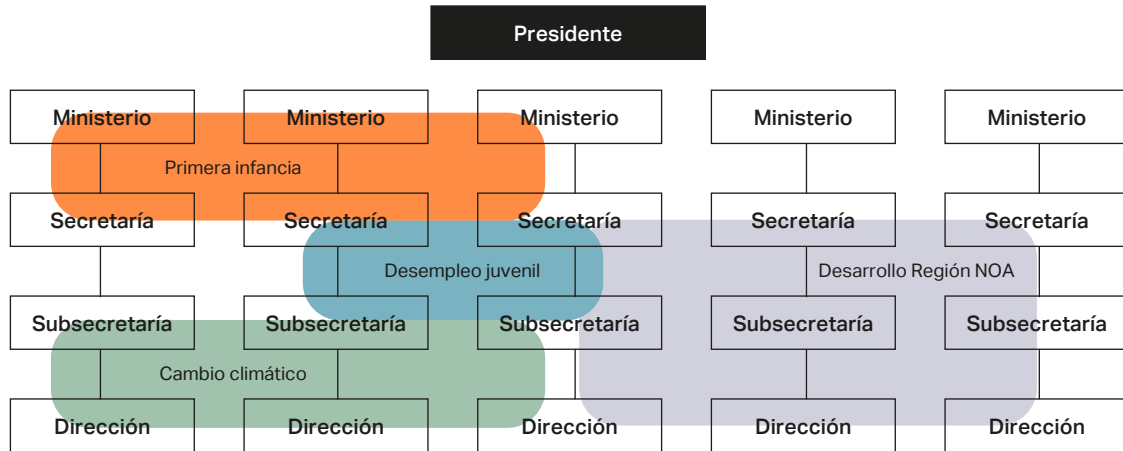 Presidente
Ministerio Ministerio Ministerio Ministerio Ministerio
Primera infancia
Secretaría Secretaría Secretaría Secretaría Secretaría
Desempleo juvenil Desarrollo Región NOA
Subsecretaría Subsecretaría Subsecretaría Subsecretaría Subsecretaría
Cambio climático
Dirección Dirección Dirección Dirección Dirección